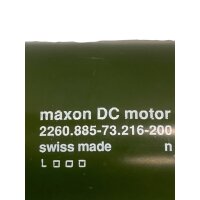 maxon DC motor
2260.885-73.216-200
swiss made n
L □ □ □